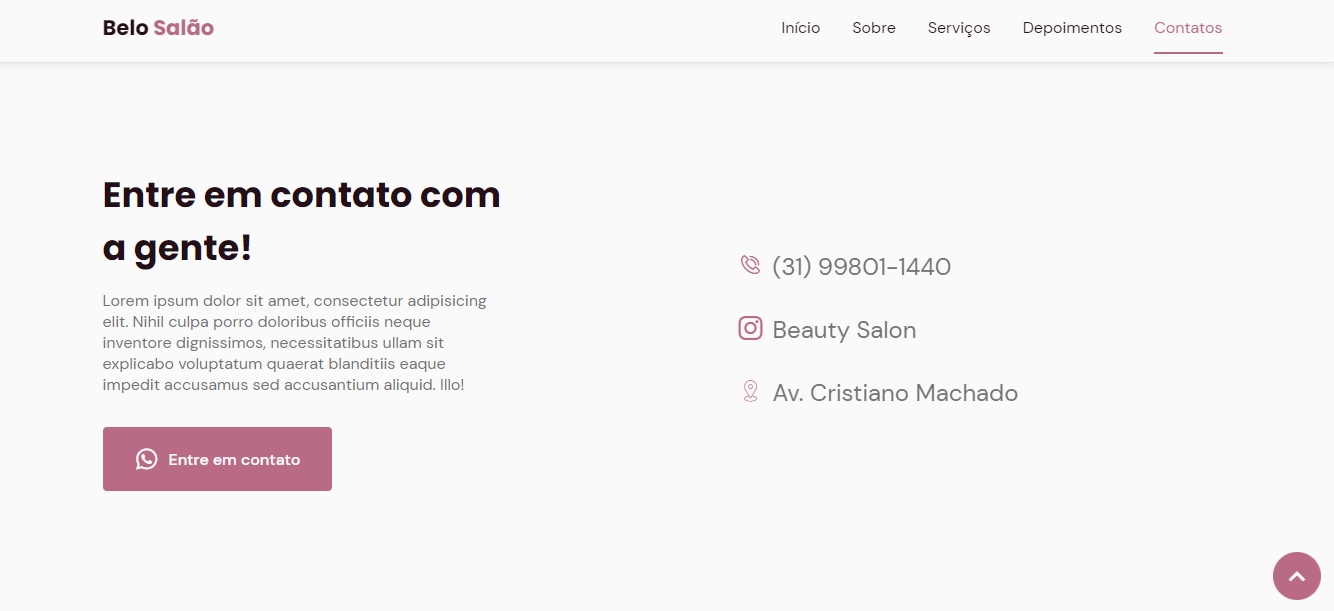 Belo Salão
Início Sobre Serviços Depoimentos Contatos
Entre em contato com
a gente!
Lorem ipsum dolor sit amet, consectetur adipisicing
elit. Nihil culpa porro doloribus officiis neque
inventore dignissimos, necessitatibus ullam sit
explicabo voluptatum quaerat blanditiis eaque
impedit accusamus sed accusantium aliquid. Illo!
Entre em contato
(31) 99801-1440
Beauty Salon
Av. Cristiano Machado